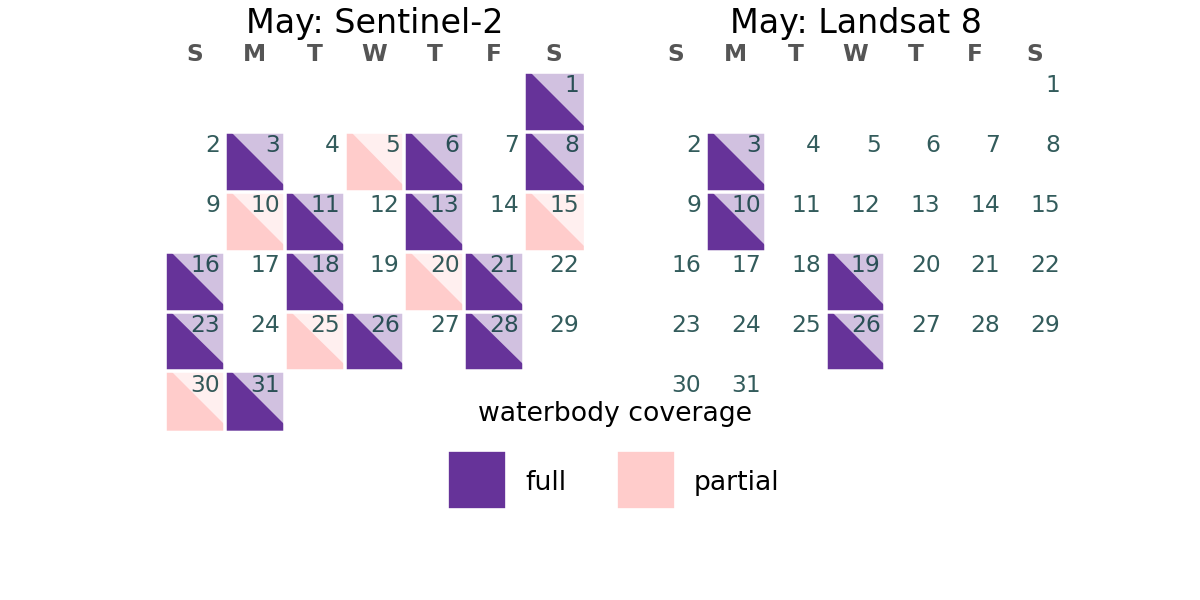 May: Sentinel-2
S M T W T F S
1
2 3 4 5 6 7 8
9 10 11 12 13 14 15
16 17 18 19 20 21 22
23 24 25 26 27 28 29
30 31
May: Landsat 8
S M T W T F S
1
2 3 4 5 6 7 8
9 10 11 12 13 14 15
16 17 18 19 20 21 22
23 24 25 26 27 28 29
30 31
waterbody coverage
full partial